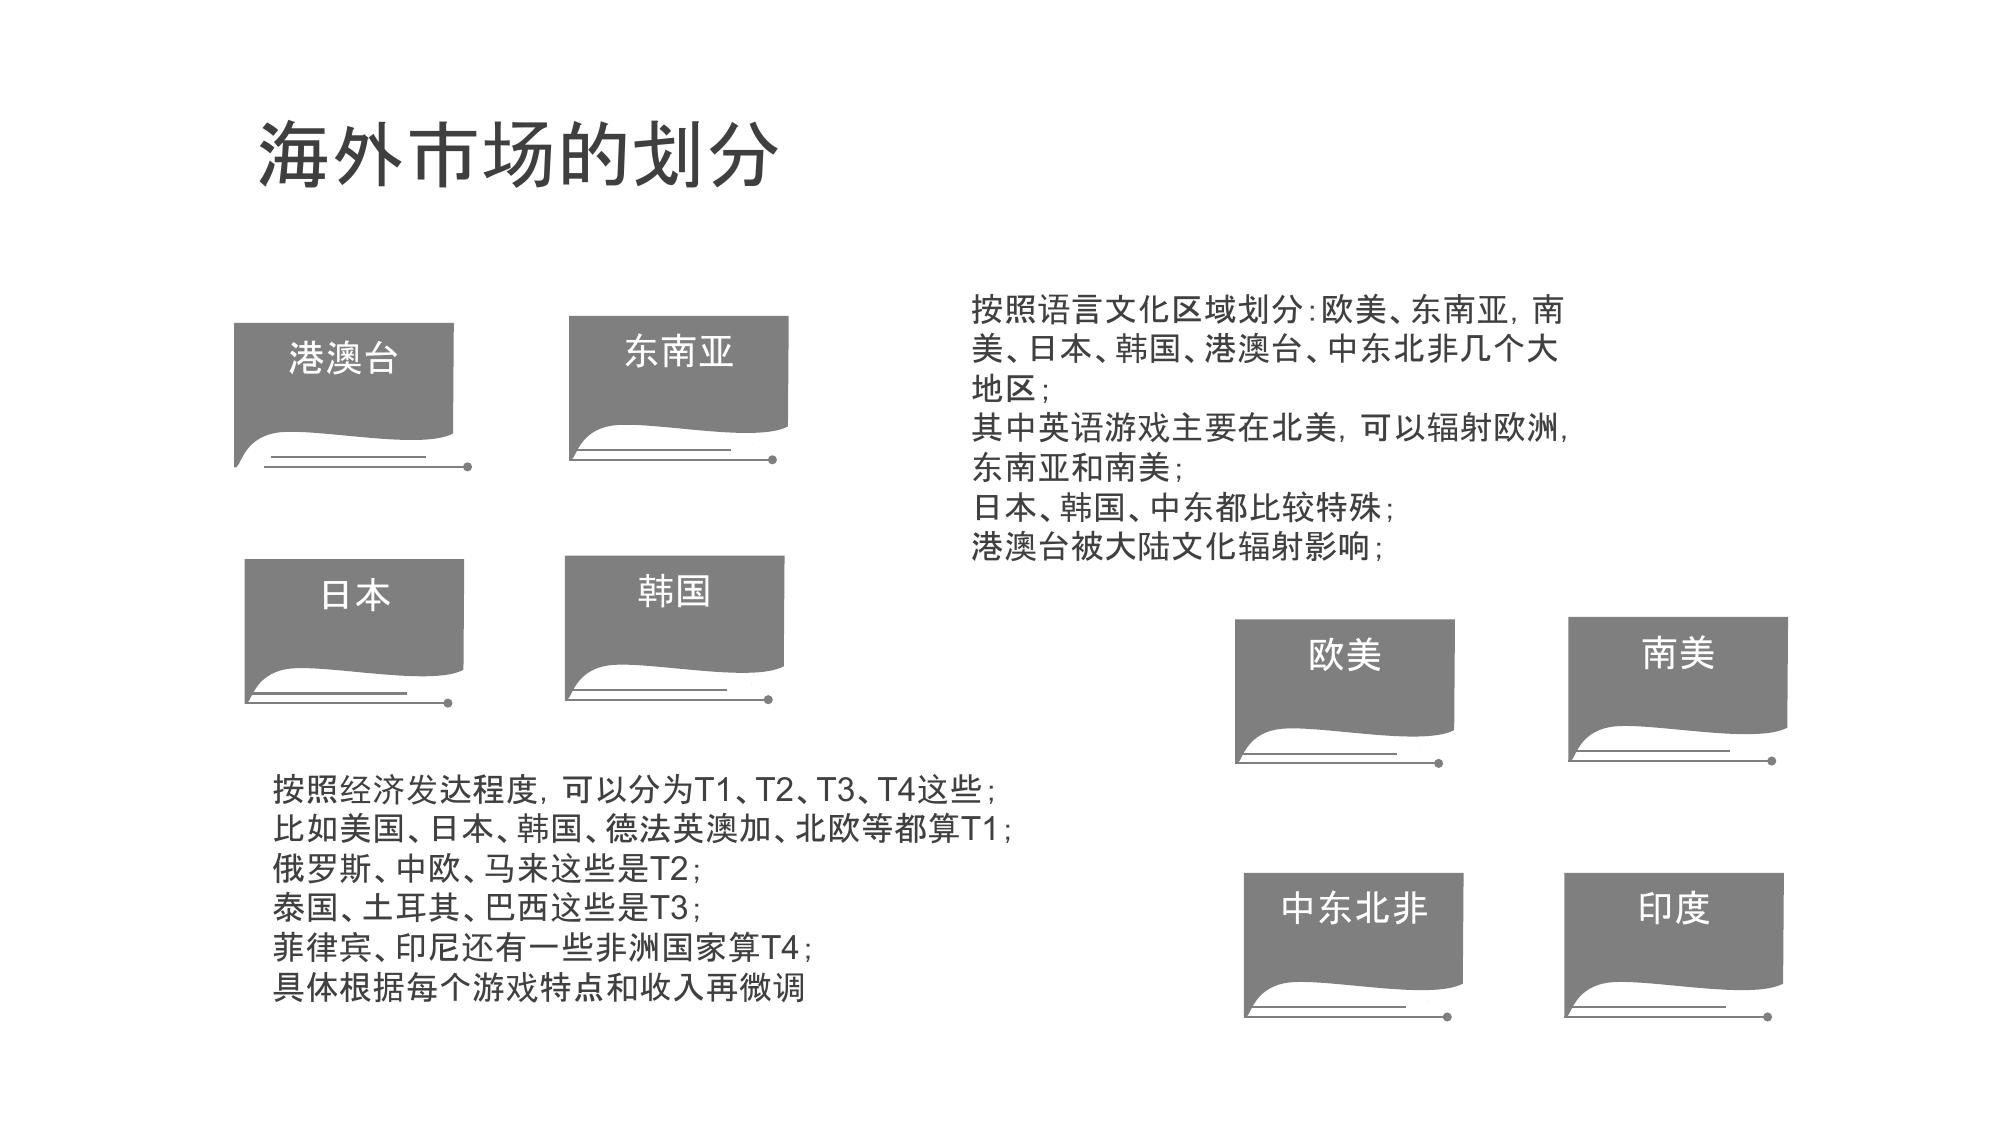 海外市场的划分
港澳台
东南亚
日本
韩国
按照语言文化区域划分:欧美、东南亚, 南
美、日本、韩国、港澳台、中东北非几个大
地区;
其中英语游戏主要在北美, 可以辐射欧洲,
东南亚和南美;
日本、韩国、中东都比较特殊;
港澳台被大陆文化辐射影响;
欧美
南美
中东北非
印度
按照经济发达程度, 可以分为T1、T2、T3、T4这些;
比如美国、日本、韩国、德法英澳加、北欧等都算T1;
俄罗斯、中欧、马来这些是T2;
泰国、土耳其、巴西这些是T3;
菲律宾、印尼还有一些非洲国家算T4;
具体根据每个游戏特点和收入再微调